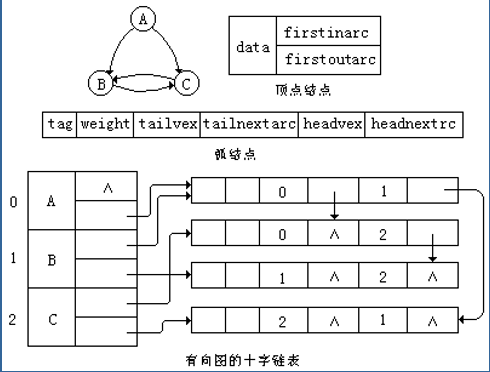 A
B
C
data
firstinarc
firstoutarc
顶点结点
tag weight tailvex tailnextarc headvex headnextrc
弧结点
0 A ∧
1 B
2 C
0 1
0 ∧ 2
1 ∧ 2 ∧
2 ∧ 1 ∧
有向图的十字链表